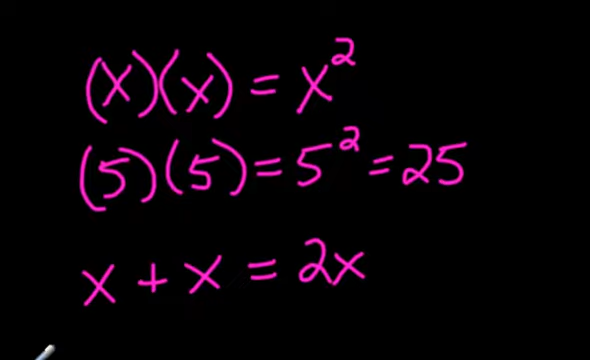 (x)(x) = x²
(5)(5) = 5² = 25
x + x = 2x